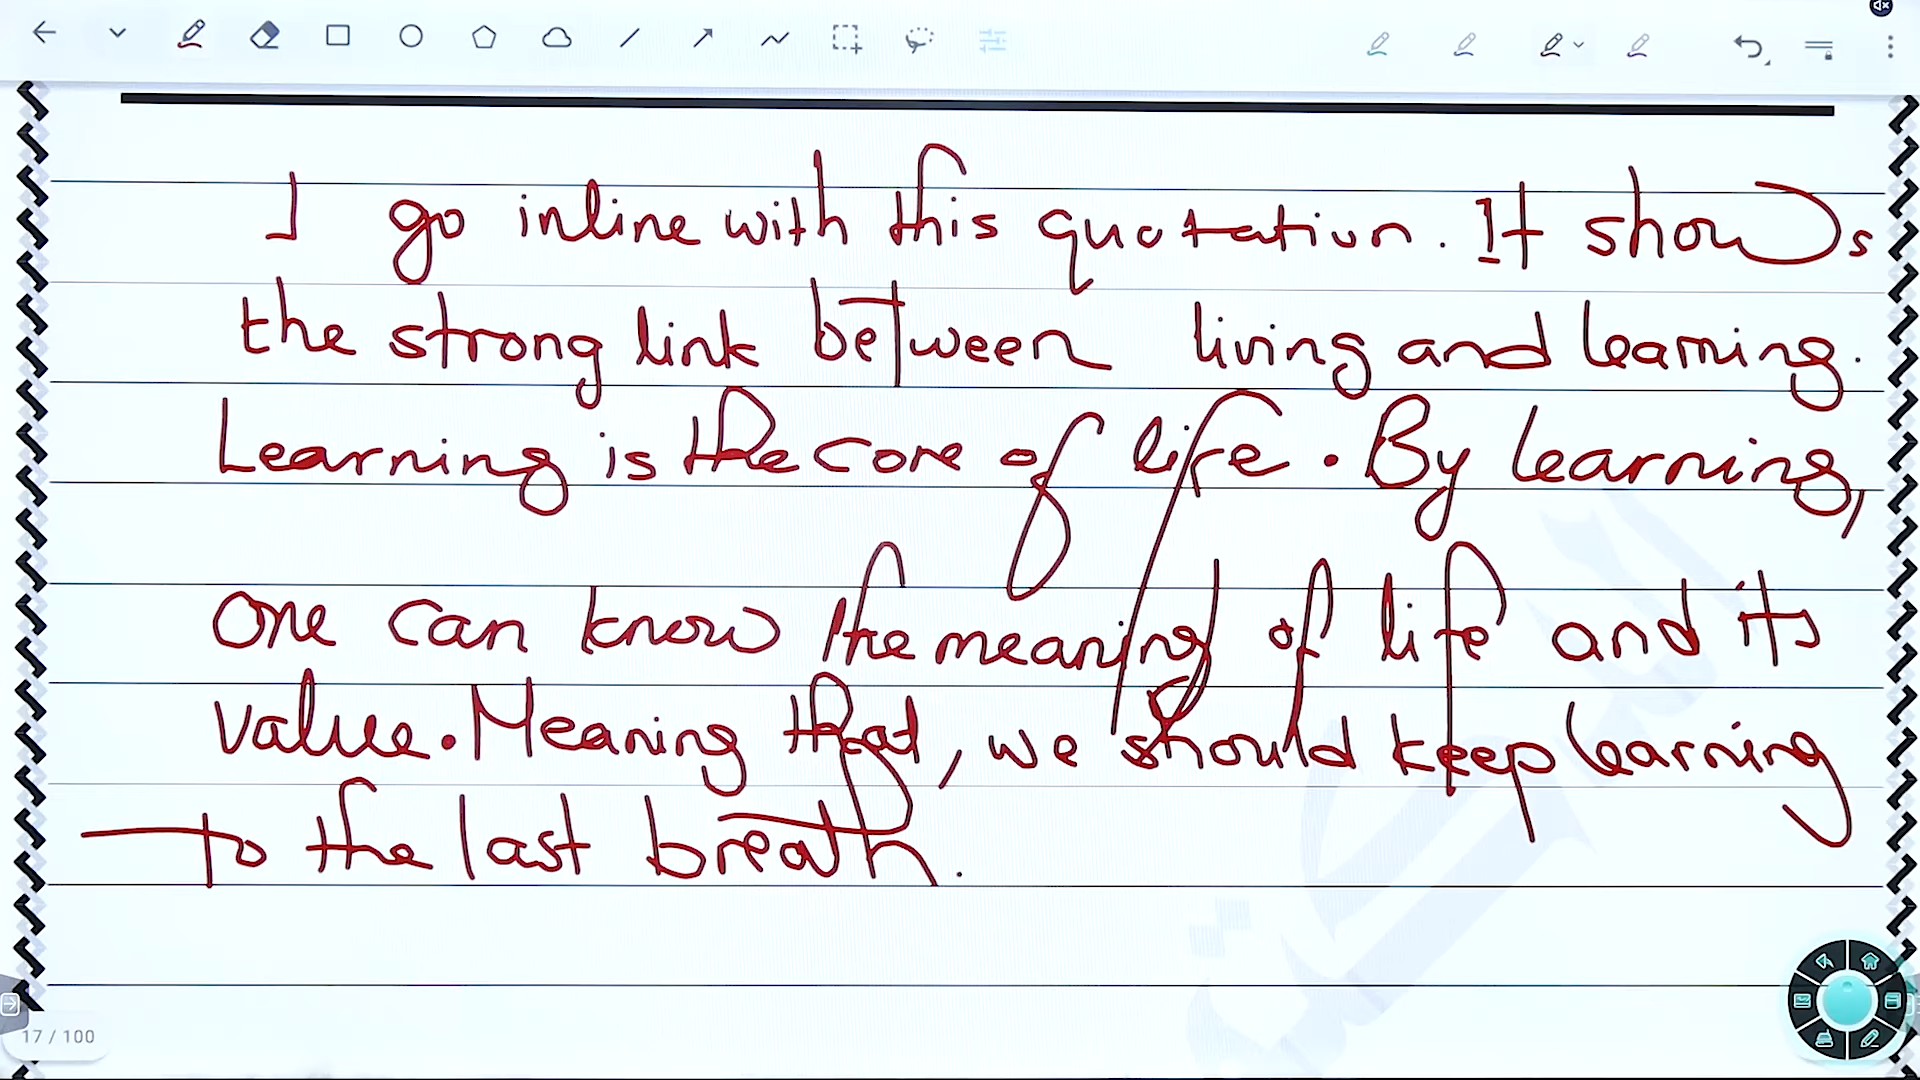 I go inline with this quotation. It shows
the strong link between living and learning.
Learning is the core of life. By learning,
one can know the meaning of life and its
value. Meaning that, we should keep learning
to the last breath.
17 / 100